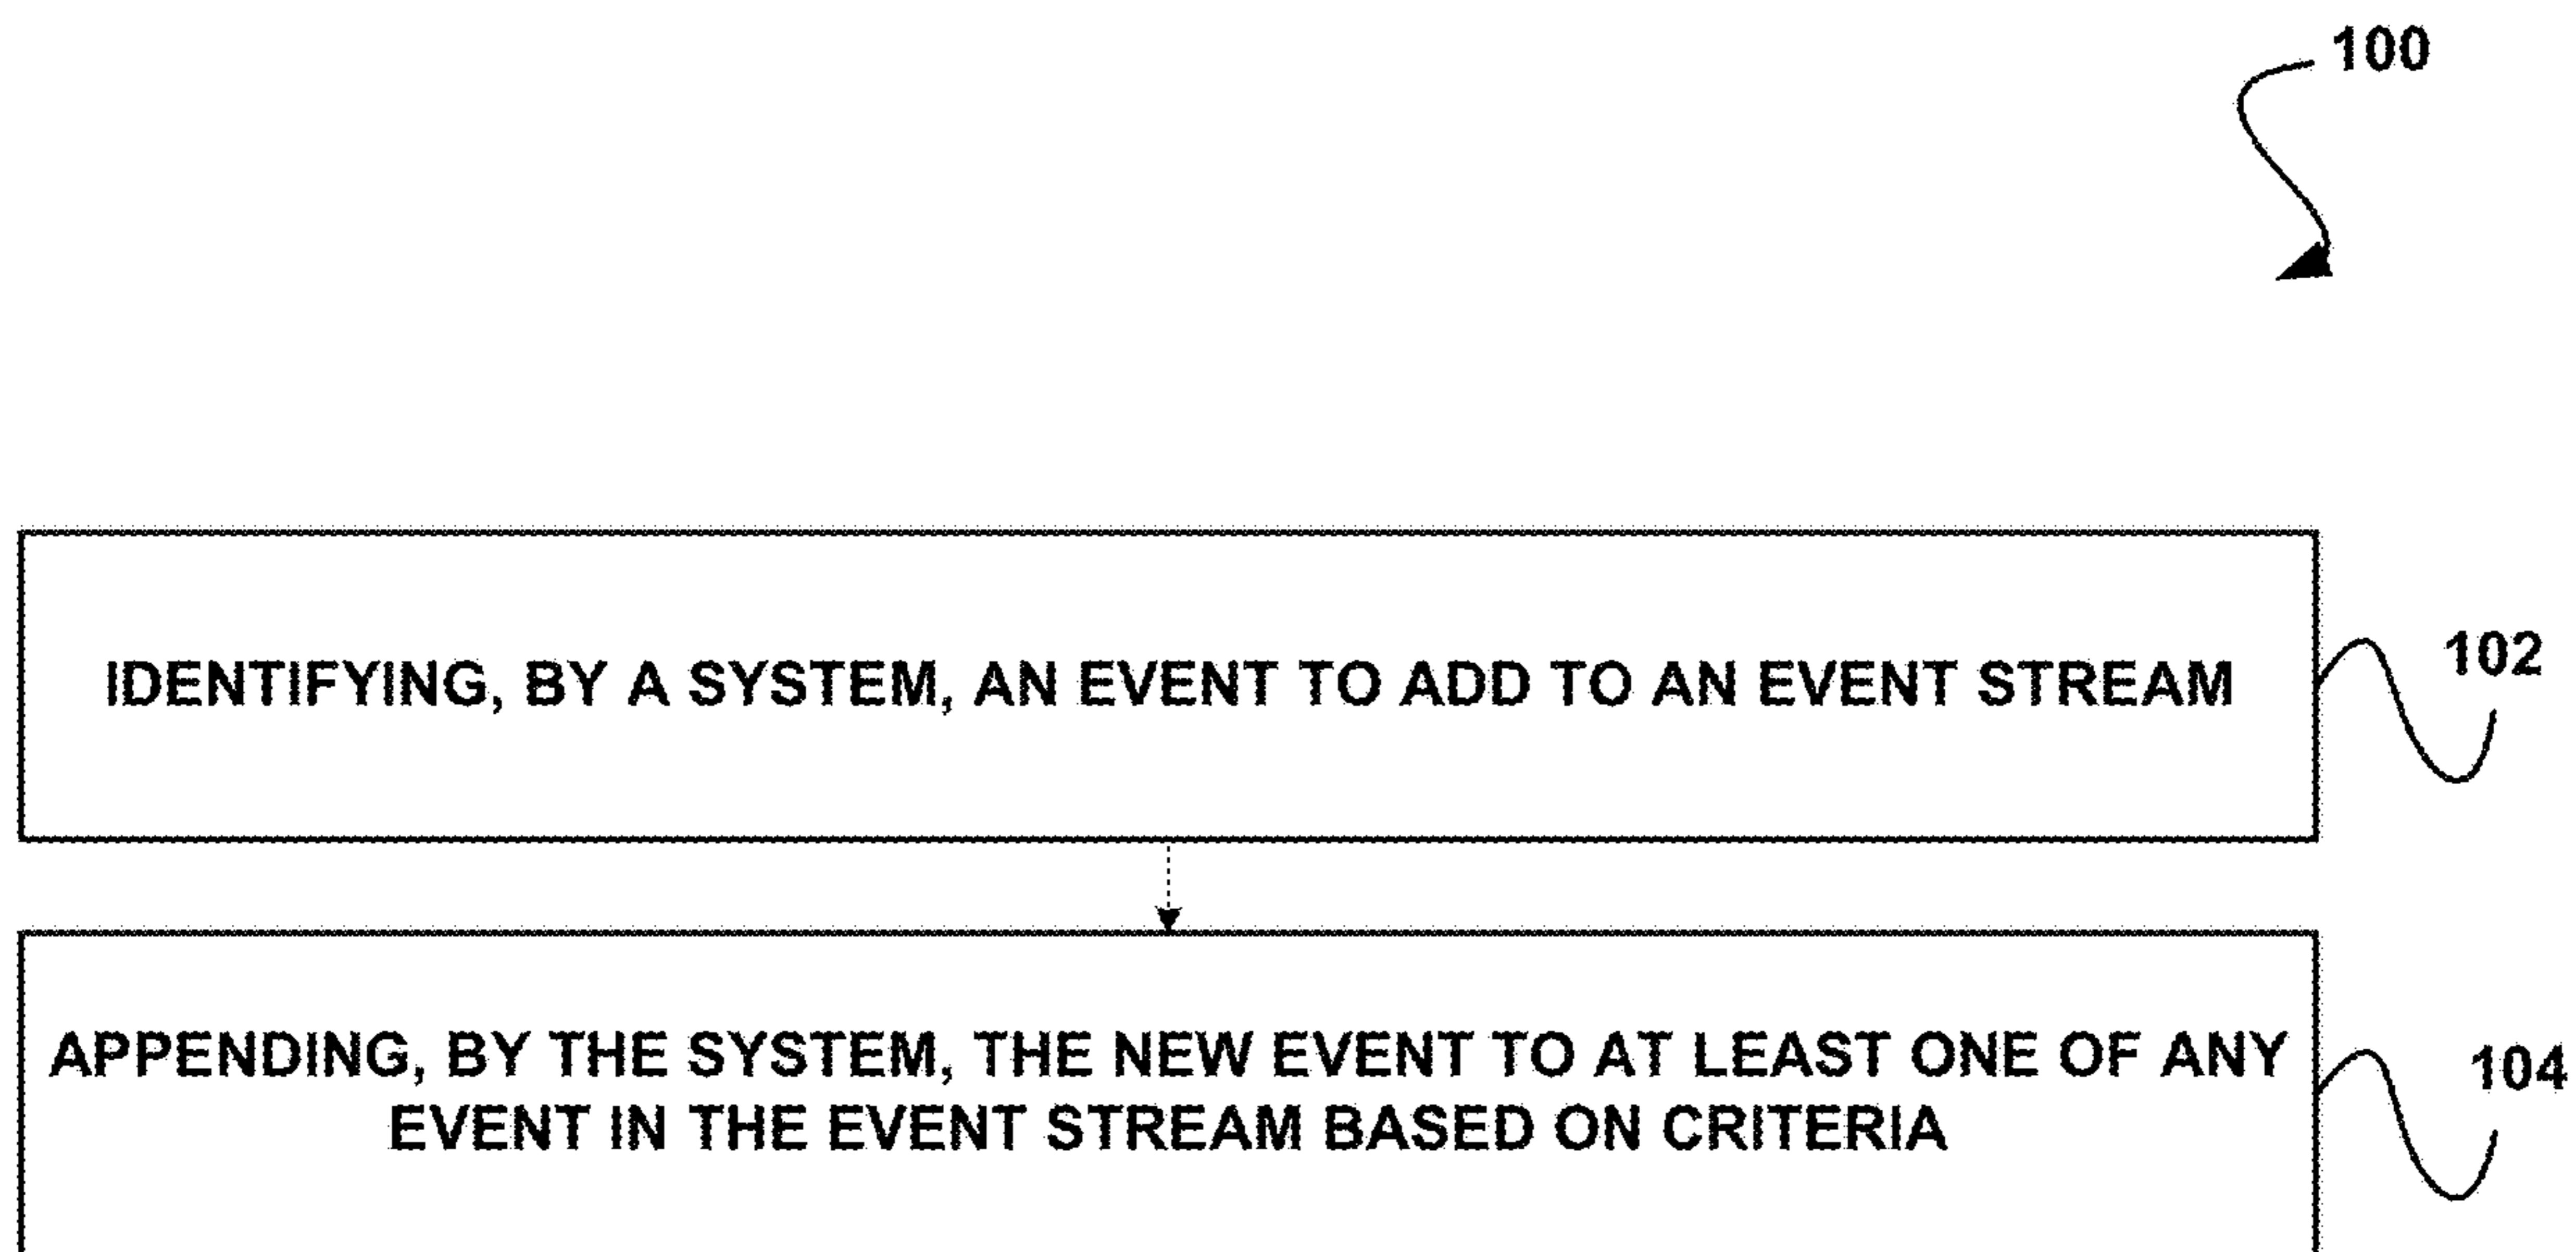 100
IDENTIFYING, BY A SYSTEM, AN EVENT TO ADD TO AN EVENT STREAM
102
APPENDING, BY THE SYSTEM, THE NEW EVENT TO AT LEAST ONE OF ANY
EVENT IN THE EVENT STREAM BASED ON CRITERIA
104